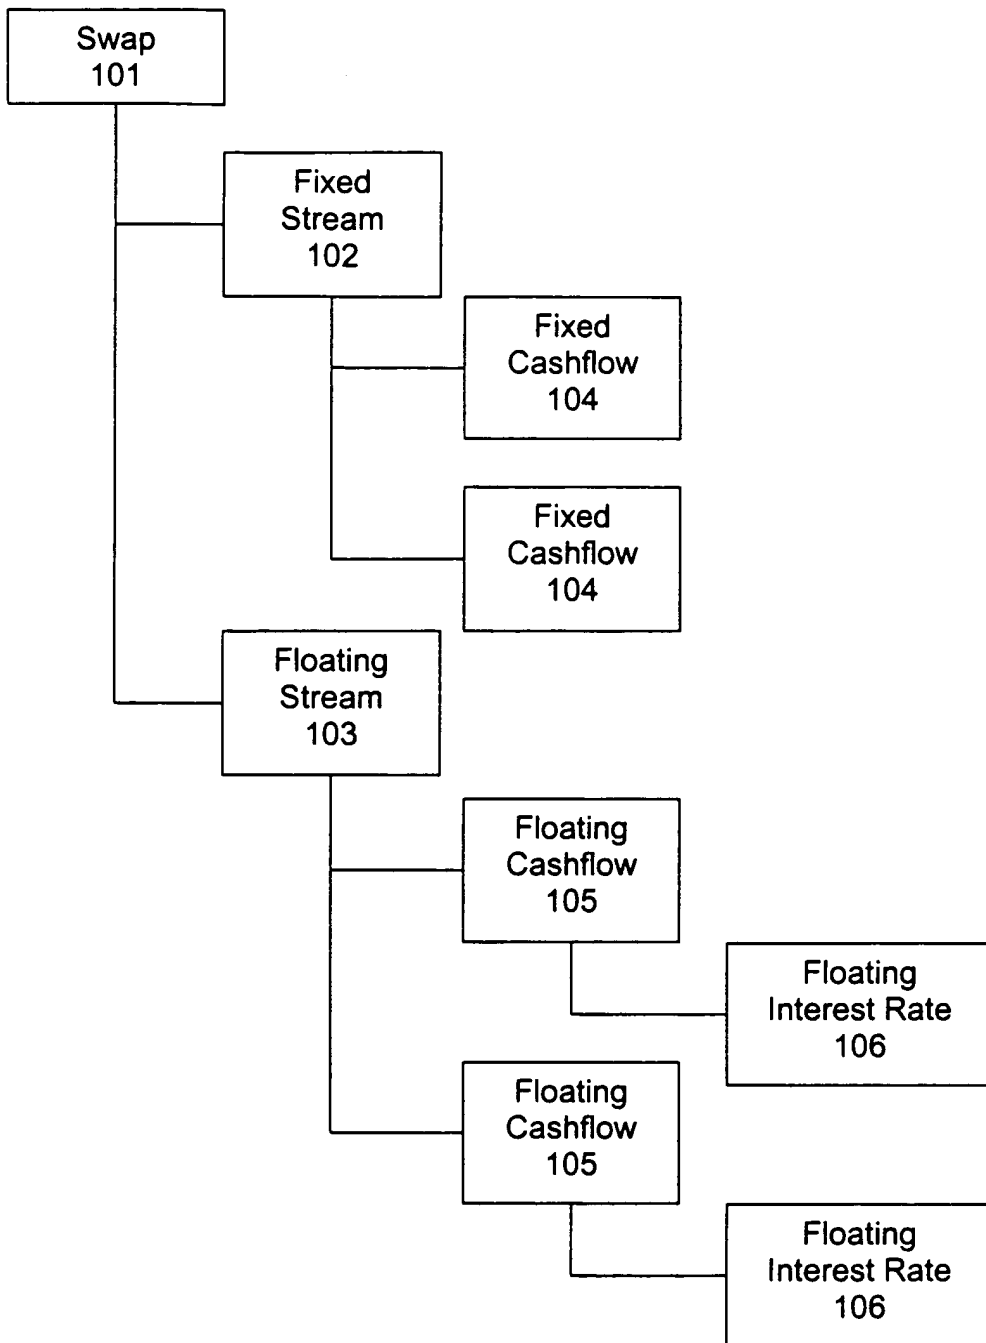 Swap
101
Fixed
Stream
102
Fixed
Cashflow
104
Fixed
Cashflow
104
Floating
Stream
103
Floating
Cashflow
105
Floating
Interest Rate
106
Floating
Cashflow
105
Floating
Interest Rate
106